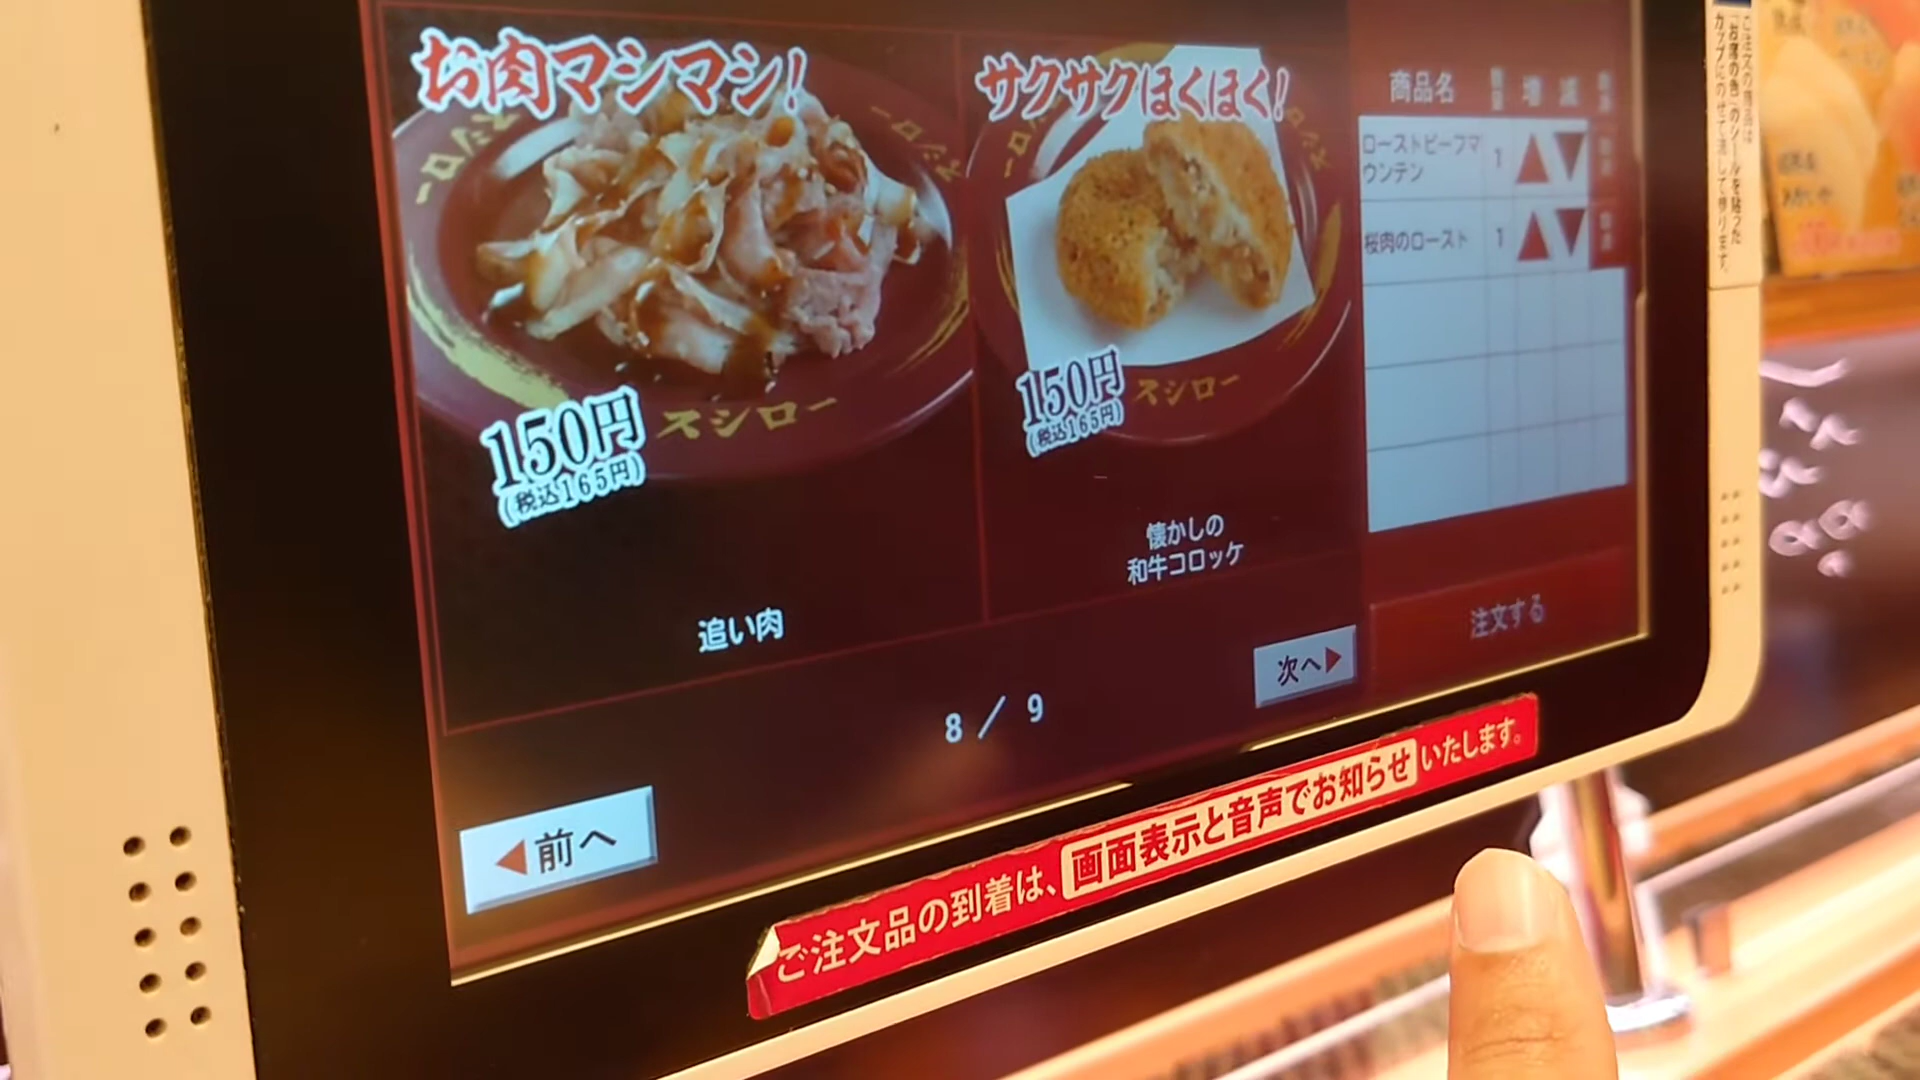 お肉マシマシ!
サクサクほくほく!
150円
(税込165円)
スシロー
追い肉
150円
(税込165円)
スシロー
懐かしの
和牛コロッケ
商品名
増
減
ローストビーフマ
ウンテン
1
桜肉のロースト
1
注文する
次へ
8 / 9
前へ
ご注文品の到着は、画面表示と音声でお知らせいたします。